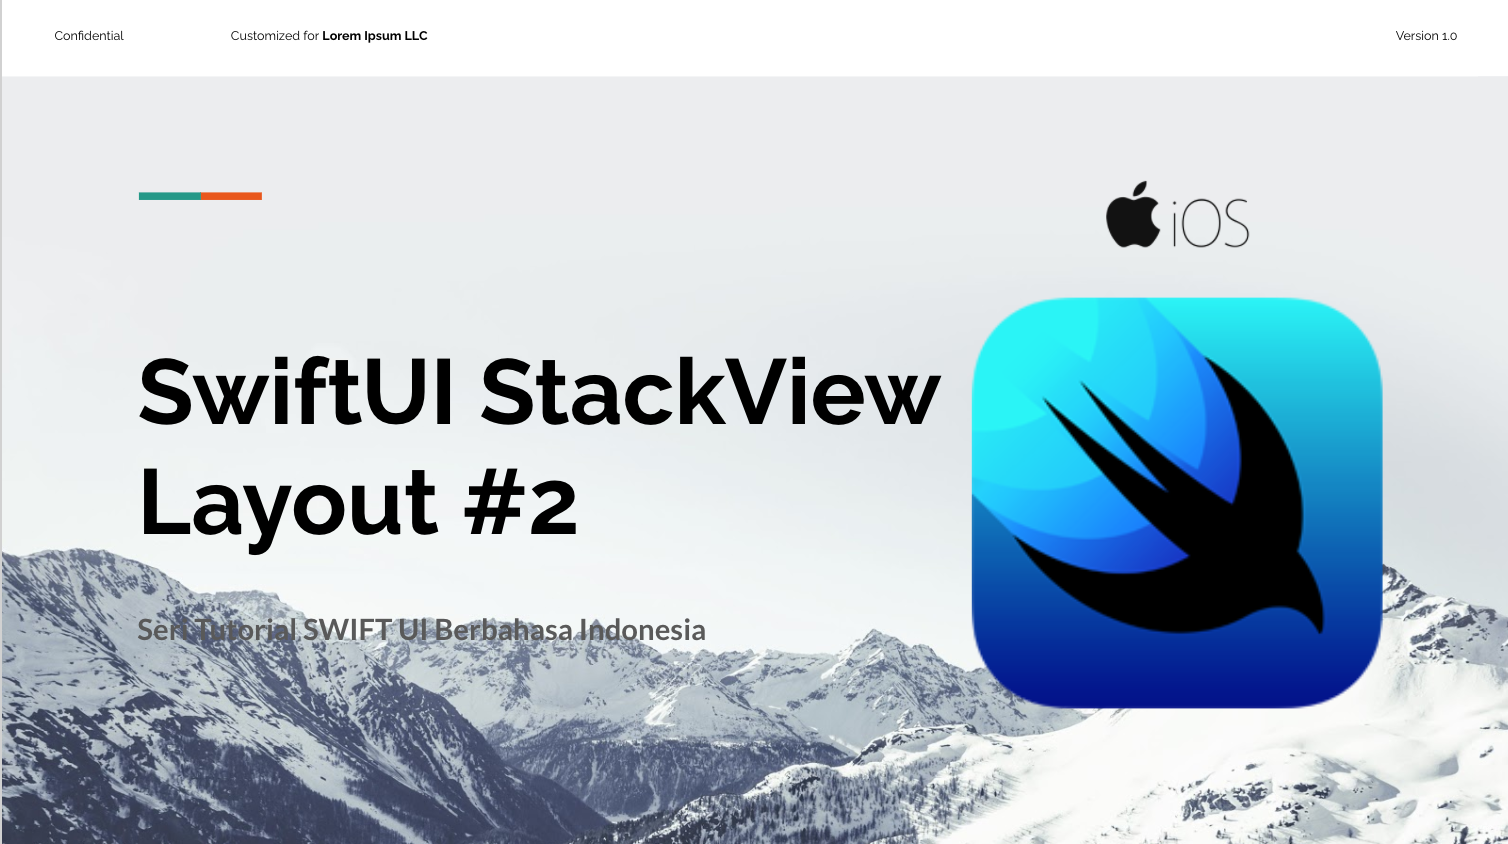 Confidential
Customized for Lorem Ipsum LLC
Version 1.0
iOS
SwiftUI StackView
Layout #2
Seri Tutorial SWIFT UI Berbahasa Indonesia